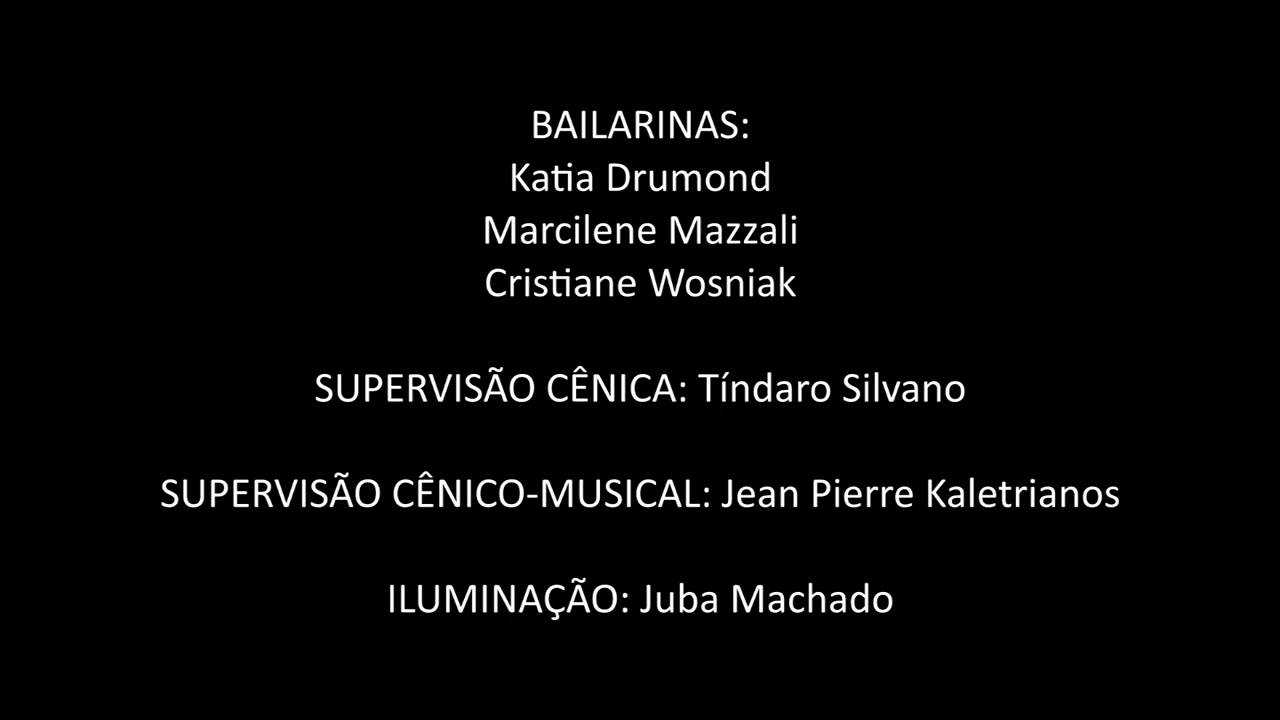 BAILARINAS:
Katia Drumond
Marcilene Mazzali
Cristiane Wosniak
SUPERVISÃO CÊNICA: Tíndaro Silvano
SUPERVISÃO CÊNICO-MUSICAL: Jean Pierre Kaletrianos
ILUMINAÇÃO: Juba Machado